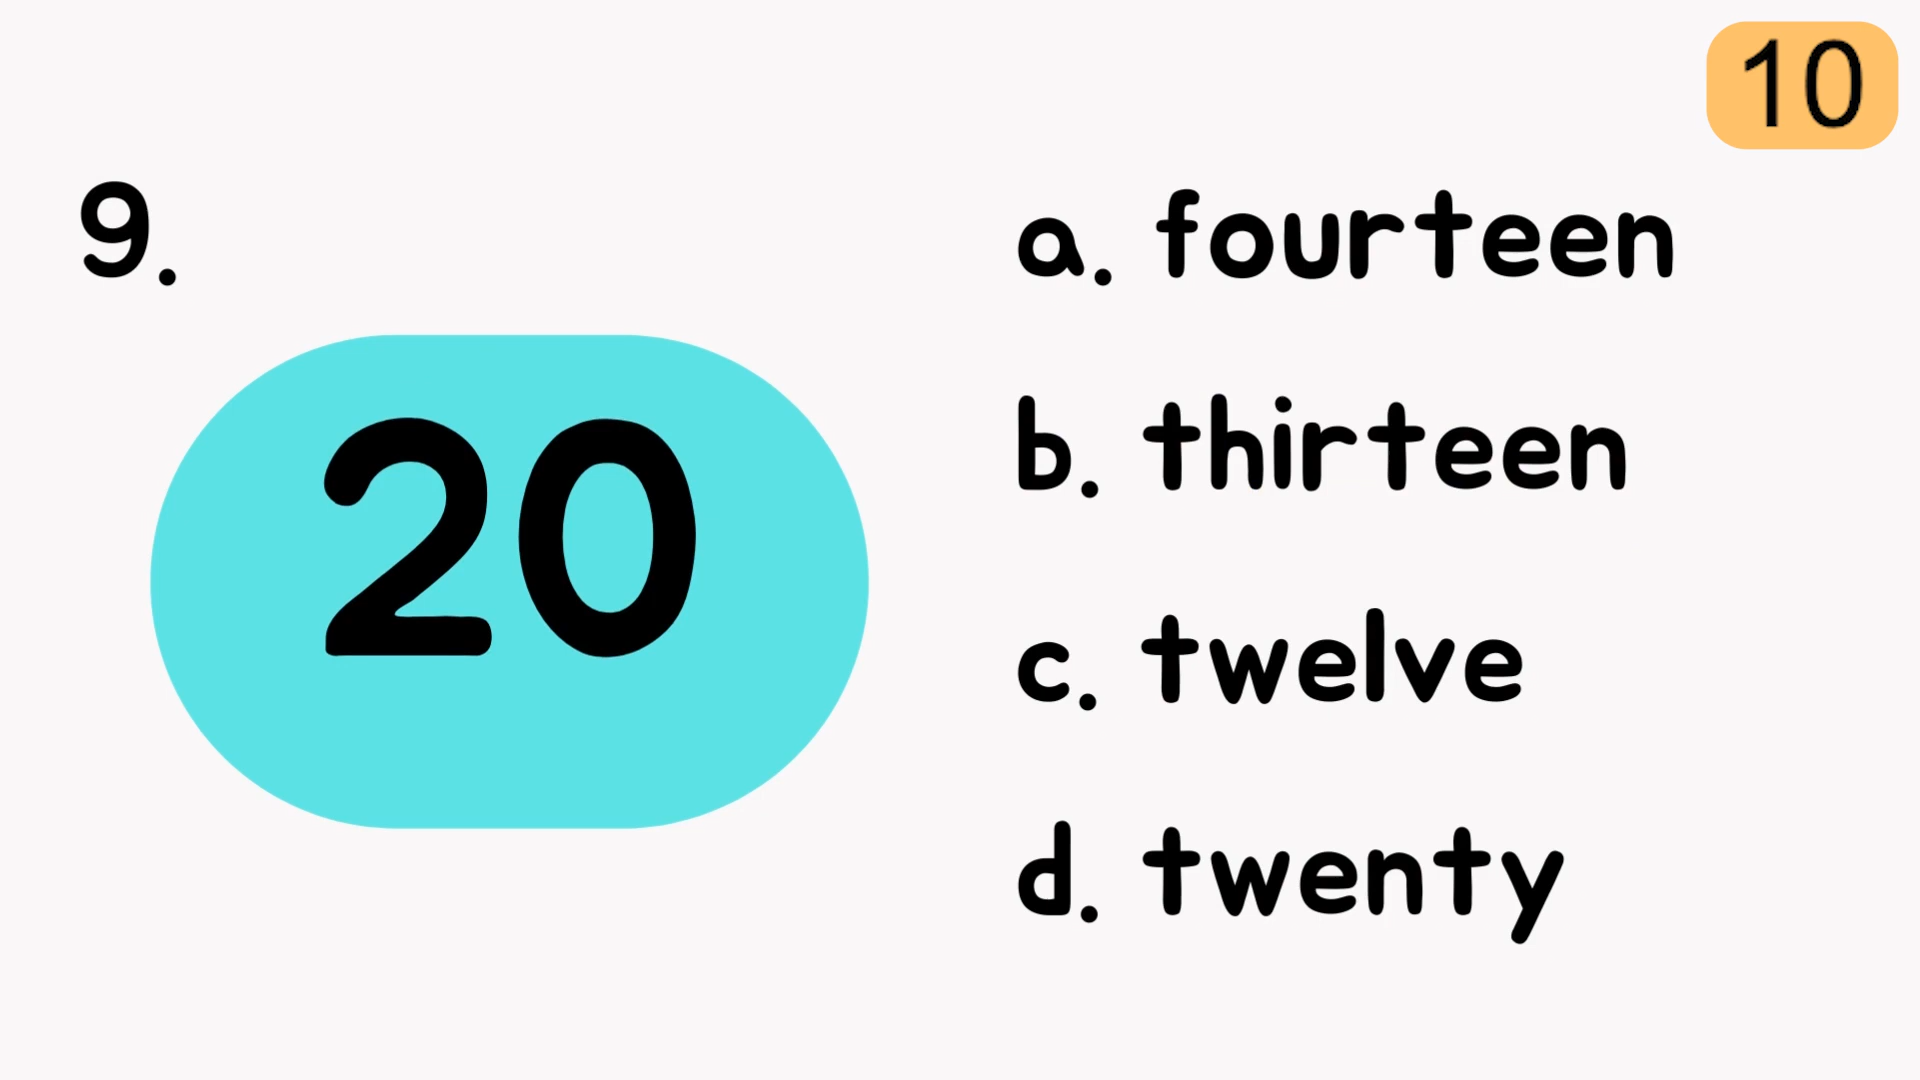 10
9.
20
a. fourteen
b. thirteen
c. twelve
d. twenty